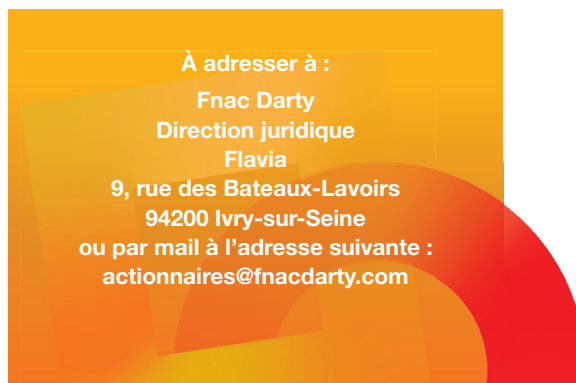 À adresser à :
Fnac Darty
Direction juridique
Flavia
9, rue des Bateaux-Lavoirs
94200 Ivry-sur-Seine
ou par mail à l’adresse suivante :
actionnaires@fnacdarty.com